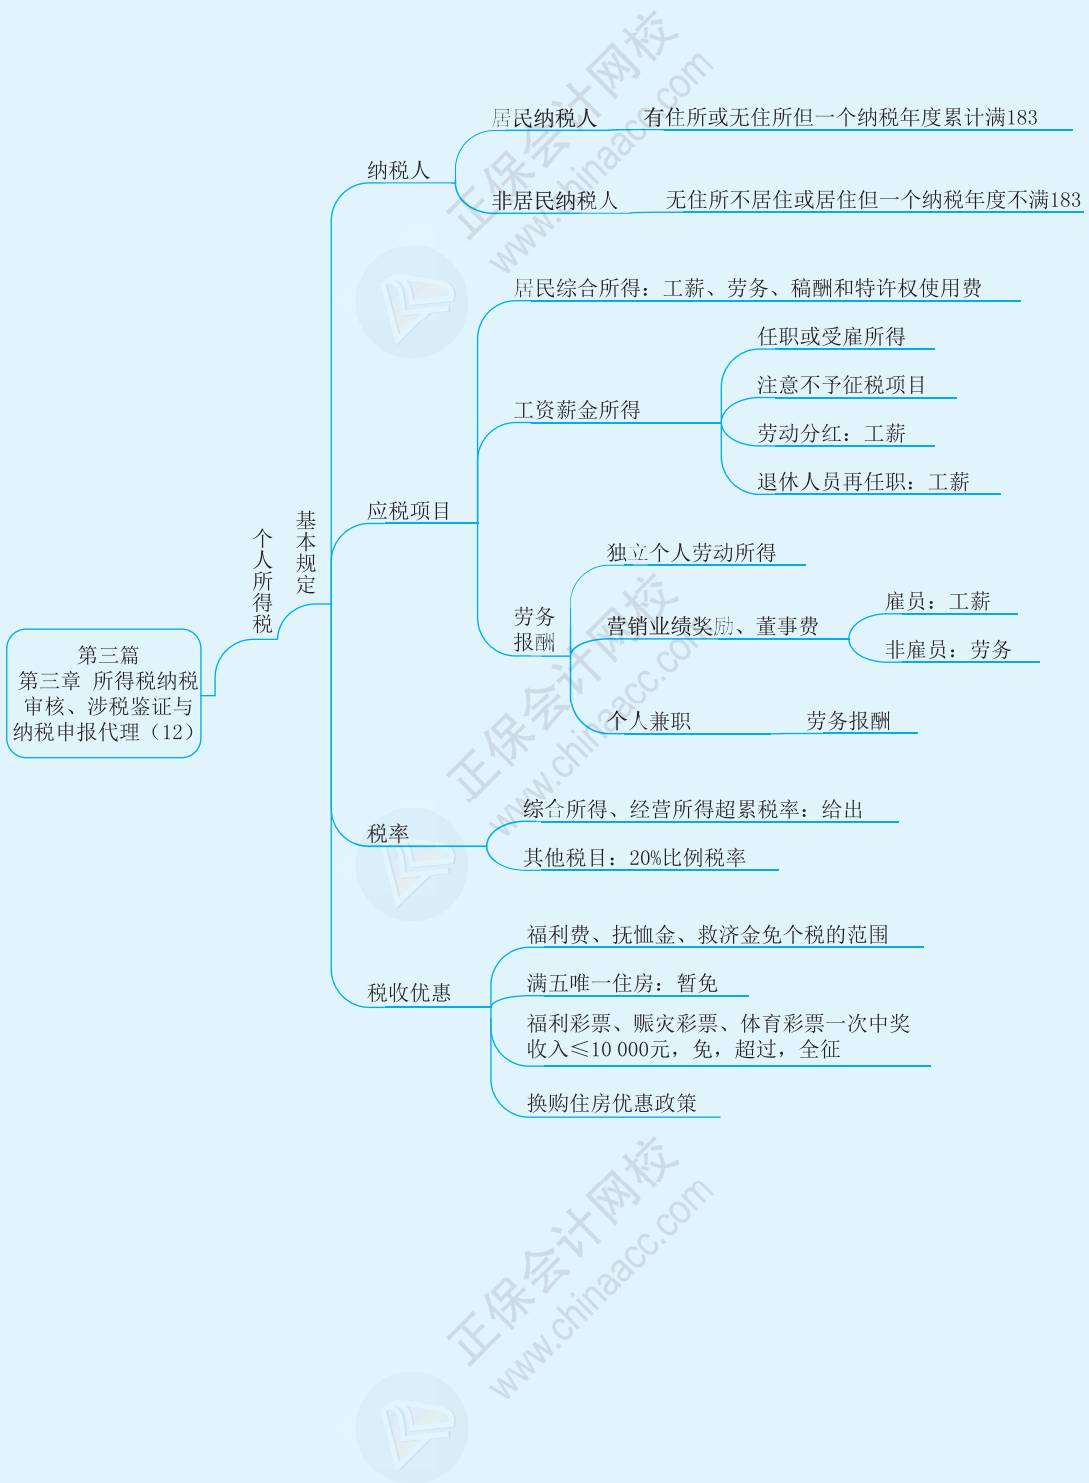 正保会计网校
www.chinaacc.com
居民纳税人
有住所或无住所但一个纳税年度累计满183
纳税人
非居民纳税人
无住所不居住或居住但一个纳税年度不满183
居民综合所得：工薪、劳务、稿酬和特许权使用费
任职或受雇所得
注意不予征税项目
工资薪金所得
劳动分红：工薪
退休人员再任职：工薪
应税项目
基本规定
个人所得税
独立个人劳动所得
劳务
报酬
营销业绩奖励、董事费
雇员：工薪
非雇员：劳务
个人兼职
劳务报酬
第三篇
第三章 所得税纳税
审核、涉税鉴证与
纳税申报代理（12）
正保会计网校
www.chinaacc.com
综合所得、经营所得超累税率：给出
税率
其他税目：20%比例税率
福利费、抚恤金、救济金免个税的范围
满五唯一住房：暂免
税收优惠
福利彩票、赈灾彩票、体育彩票一次中奖
收入≤10 000元，免，超过，全征
换购住房优惠政策
正保会计网校
www.chinaacc.com